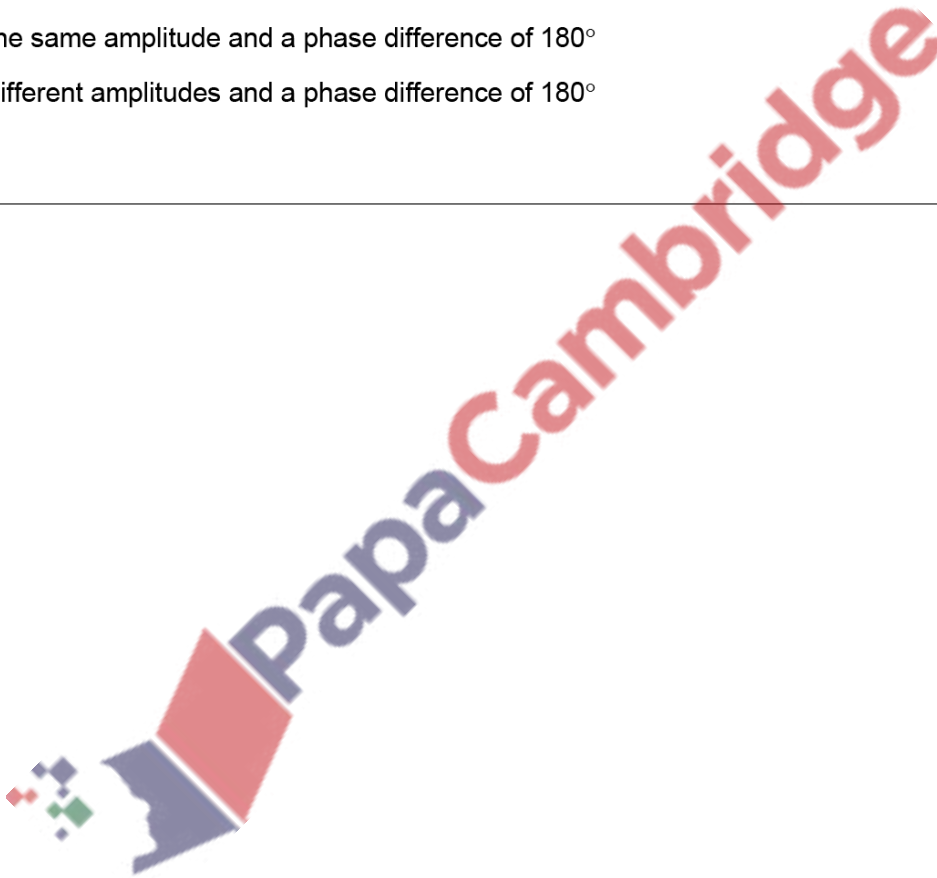 he same amplitude and a phase difference of 180°
ifferent amplitudes and a phase difference of 180°
PapaCambridge